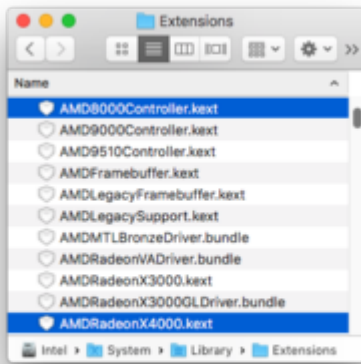 Extensions
Name
AMD8000Controller.kext
AMD9000Controller.kext
AMD9510Controller.kext
AMDFramebuffer.kext
AMDLegacyFramebuffer.kext
AMDLegacySupport.kext
AMDMTLBronzeDriver.bundle
AMDRadeonVADriver.bundle
AMDRadeonX3000.kext
AMDRadeonX3000GLDriver.bundle
AMDRadeonX4000.kext
Intel › System › Library › Extensions